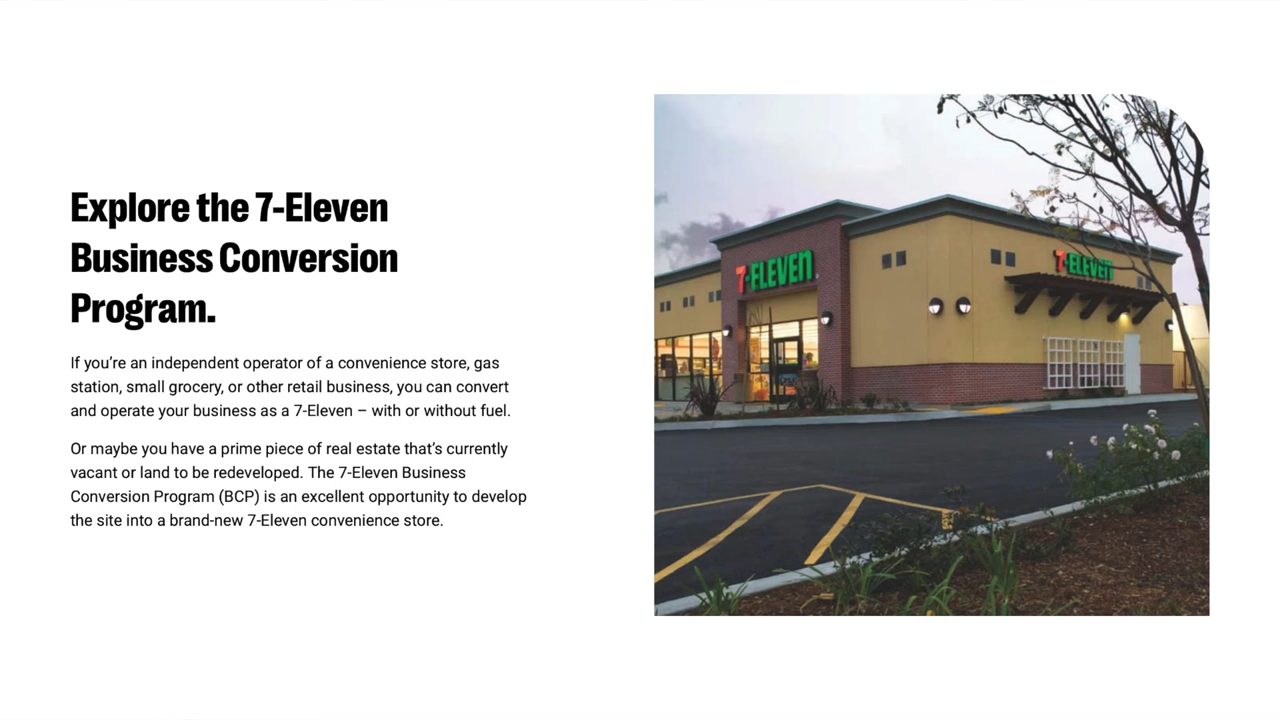 Explore the 7-Eleven
Business Conversion
Program.
If you’re an independent operator of a convenience store, gas
station, small grocery, or other retail business, you can convert
and operate your business as a 7-Eleven – with or without fuel.
Or maybe you have a prime piece of real estate that’s currently
vacant or land to be redeveloped. The 7-Eleven Business
Conversion Program (BCP) is an excellent opportunity to develop
the site into a brand-new 7-Eleven convenience store.
7-ELEVEN
7-ELEVEN